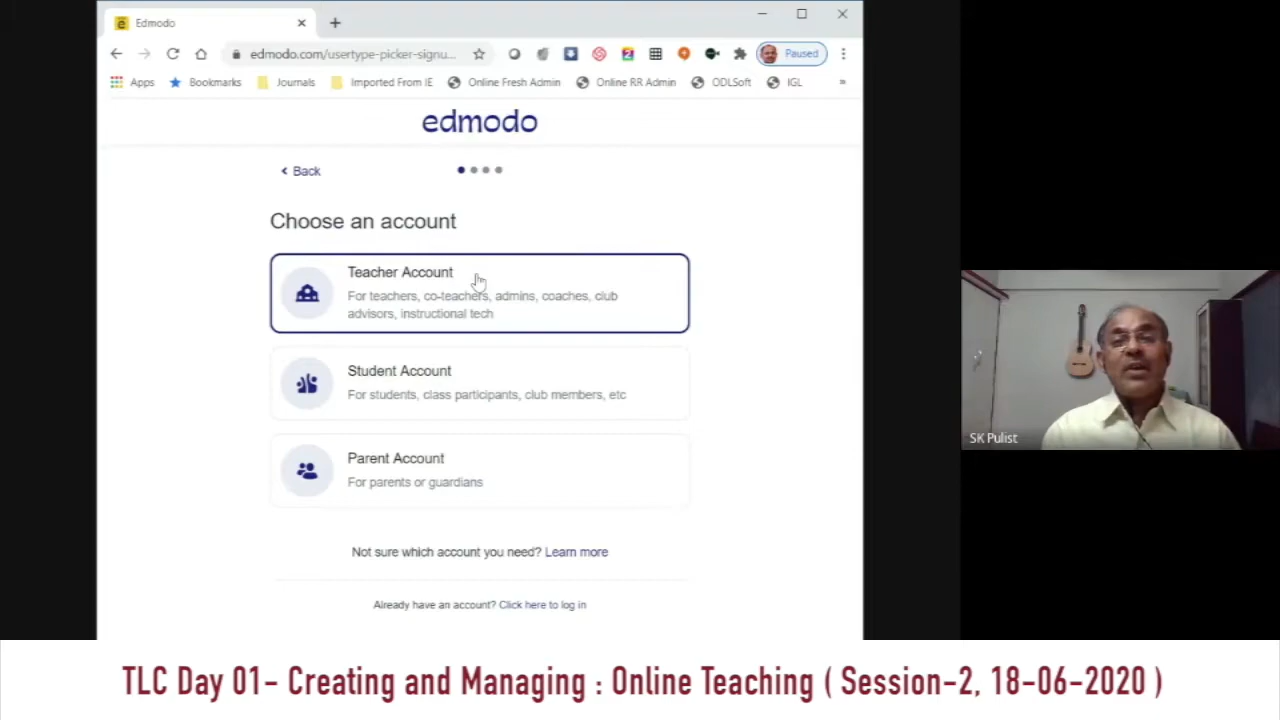 Edmodo
edmodo.com/usertype-picker-signu...
Paused
Apps
Bookmarks
Journals
Imported From IE
Online Fresh Admin
Online RR Admin
ODLSoft
IGL
»
edmodo
Back
Choose an account
Teacher Account
For teachers, co-teachers, admins, coaches, club
advisors, instructional tech
Student Account
For students, class participants, club members, etc
Parent Account
For parents or guardians
Not sure which account you need? Learn more
Already have an account? Click here to log in
SK Pulist
TLC Day 01- Creating and Managing : Online Teaching ( Session-2, 18-06-2020 )